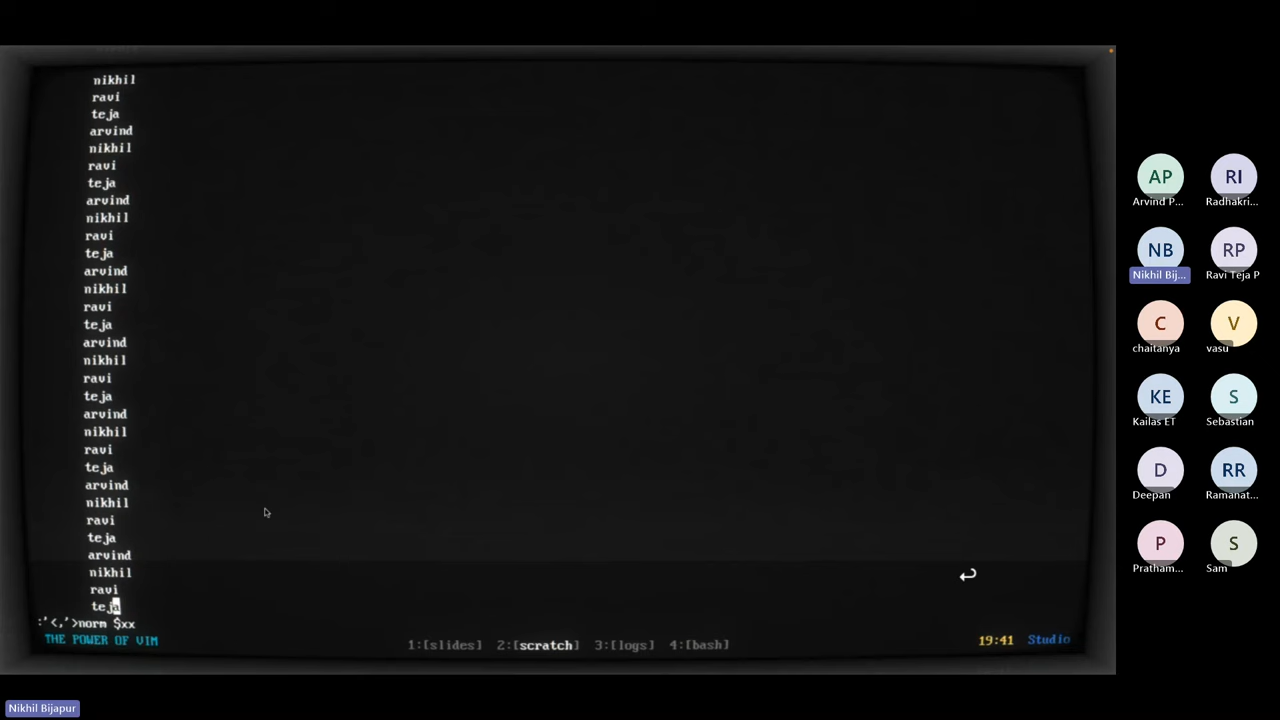 nikhil
ravi
teja
arvind
nikhil
ravi
teja
arvind
nikhil
ravi
teja
arvind
nikhil
ravi
teja
arvind
nikhil
ravi
teja
arvind
nikhil
ravi
teja
arvind
nikhil
ravi
teja
arvind
nikhil
ravi
teja
:'<,'>norm $xx
THE POWER OF VIM 1:[slides] 2:[scratch] 3:[logs] 4:[bash] 19:41 Studio
AP RI
Arvind P... Radhakri...
NB RP
Nikhil Bij... Ravi Teja P
C V
chaitanya vasu
KE S
Kailas ET Sebastian
D RR
Deepan Ramanat...
P S
Pratham... Sam
Nikhil Bijapur